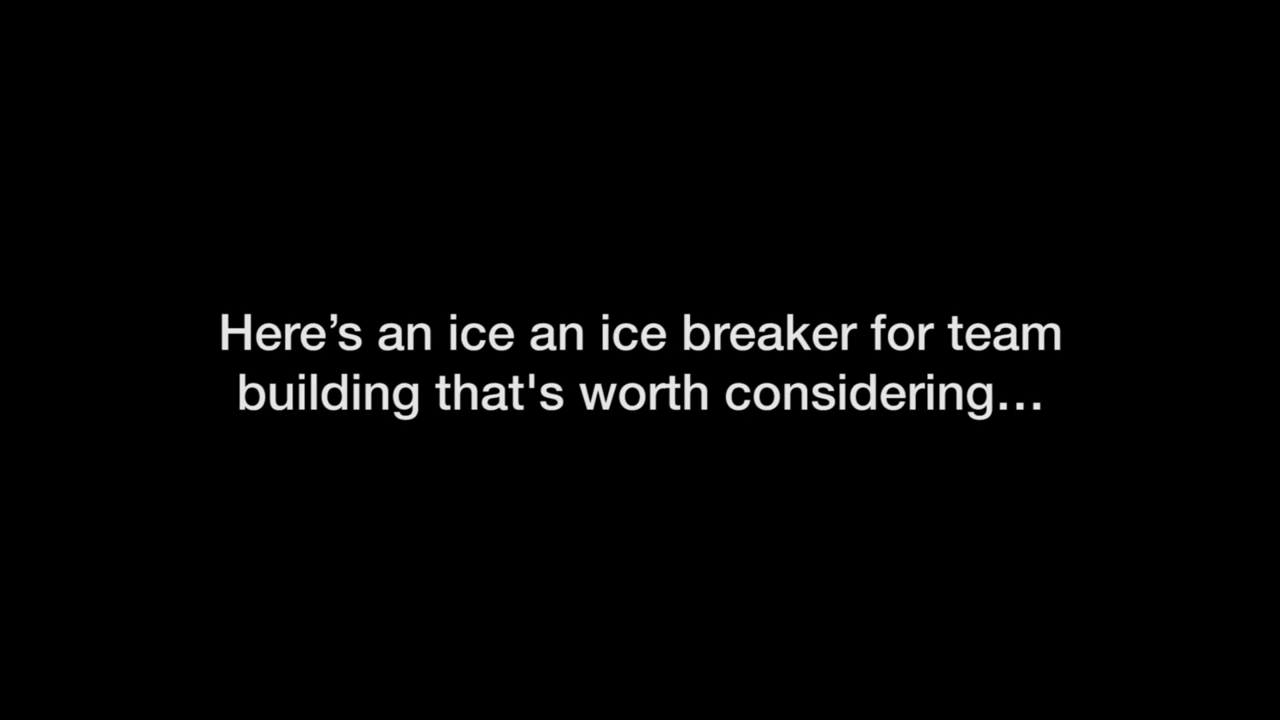 Here’s an ice an ice breaker for team
building that's worth considering…